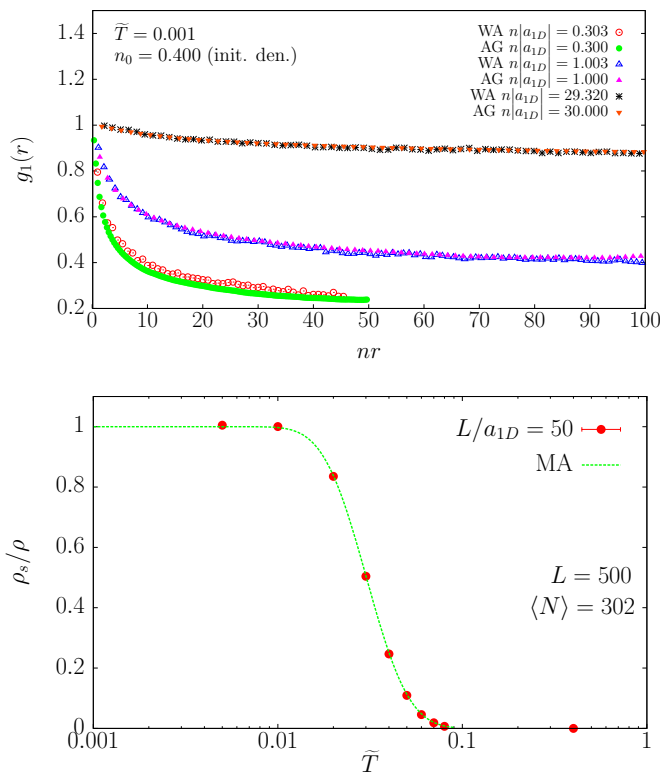 T̃ = 0.001
n₀ = 0.400 (init. den.)
WA n|a₁D| = 0.303
AG n|a₁D| = 0.300
WA n|a₁D| = 1.003
AG n|a₁D| = 1.000
WA n|a₁D| = 29.320
AG n|a₁D| = 30.000
g₁(r)
1.4
1.2
1
0.8
0.6
0.4
0.2
0 10 20 30 40 50 60 70 80 90 100
nr
L/a₁D = 50
MA
L = 500
⟨N⟩ = 302
ρₛ/ρ
1
0.8
0.6
0.4
0.2
0
0.001 0.01 0.1 1
T̃